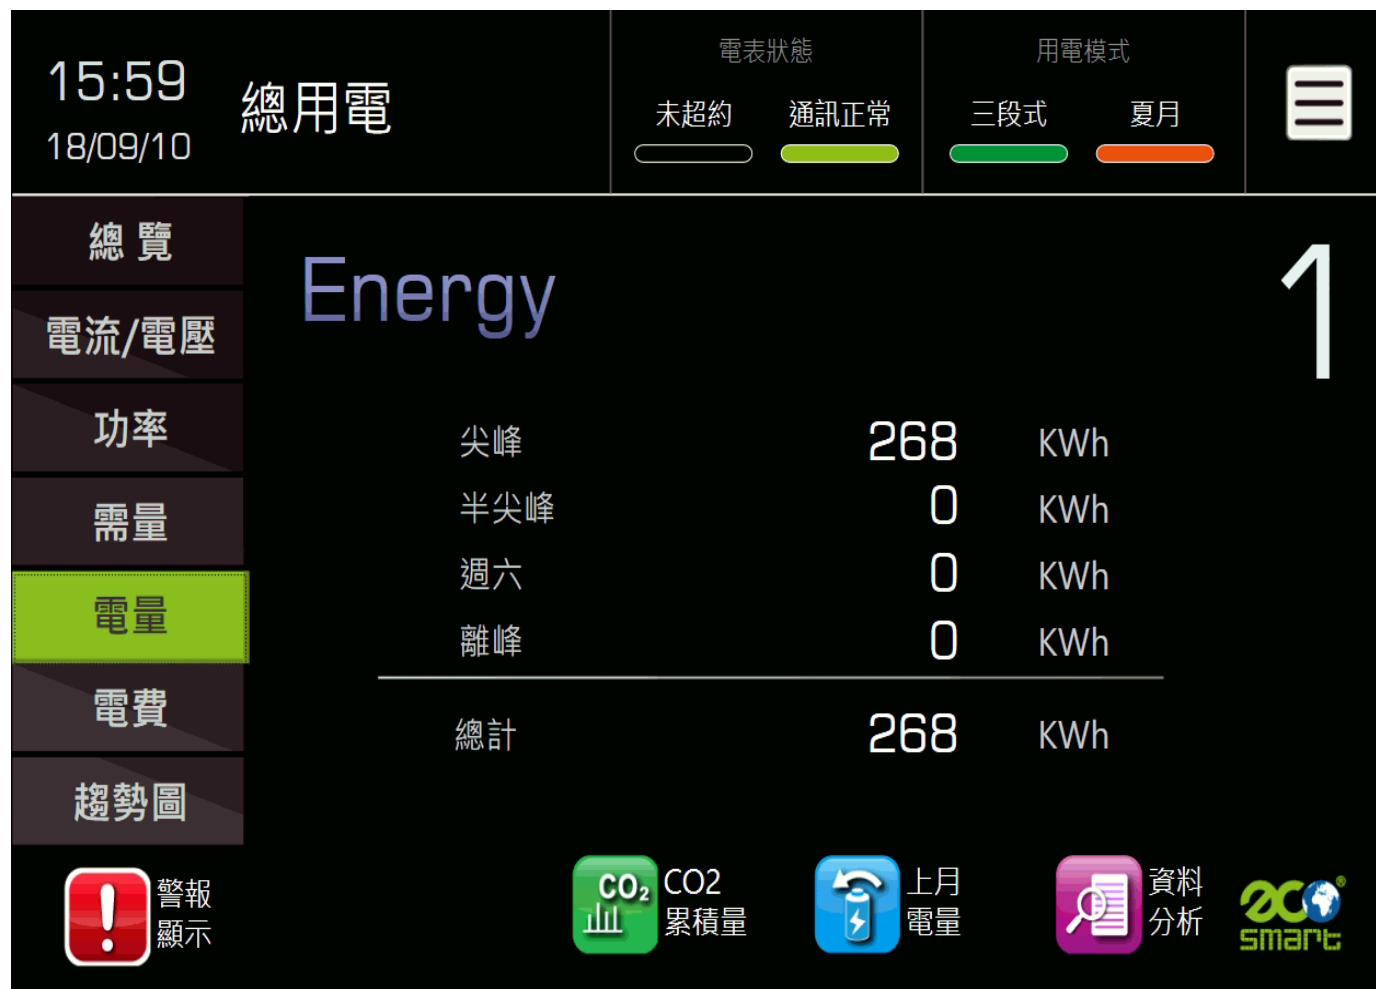 15:59
18/09/10
總用電
電表狀態
未超約 通訊正常
用電模式
三段式 夏月
總 覽
電流/電壓
功率
需量
電量
電費
趨勢圖
Energy
1
尖峰 268 KWh
半尖峰 0 KWh
週六 0 KWh
離峰 0 KWh
總計 268 KWh
警報
顯示
CO2
CO2
累積量
上月
電量
資料
分析
eco®
smart